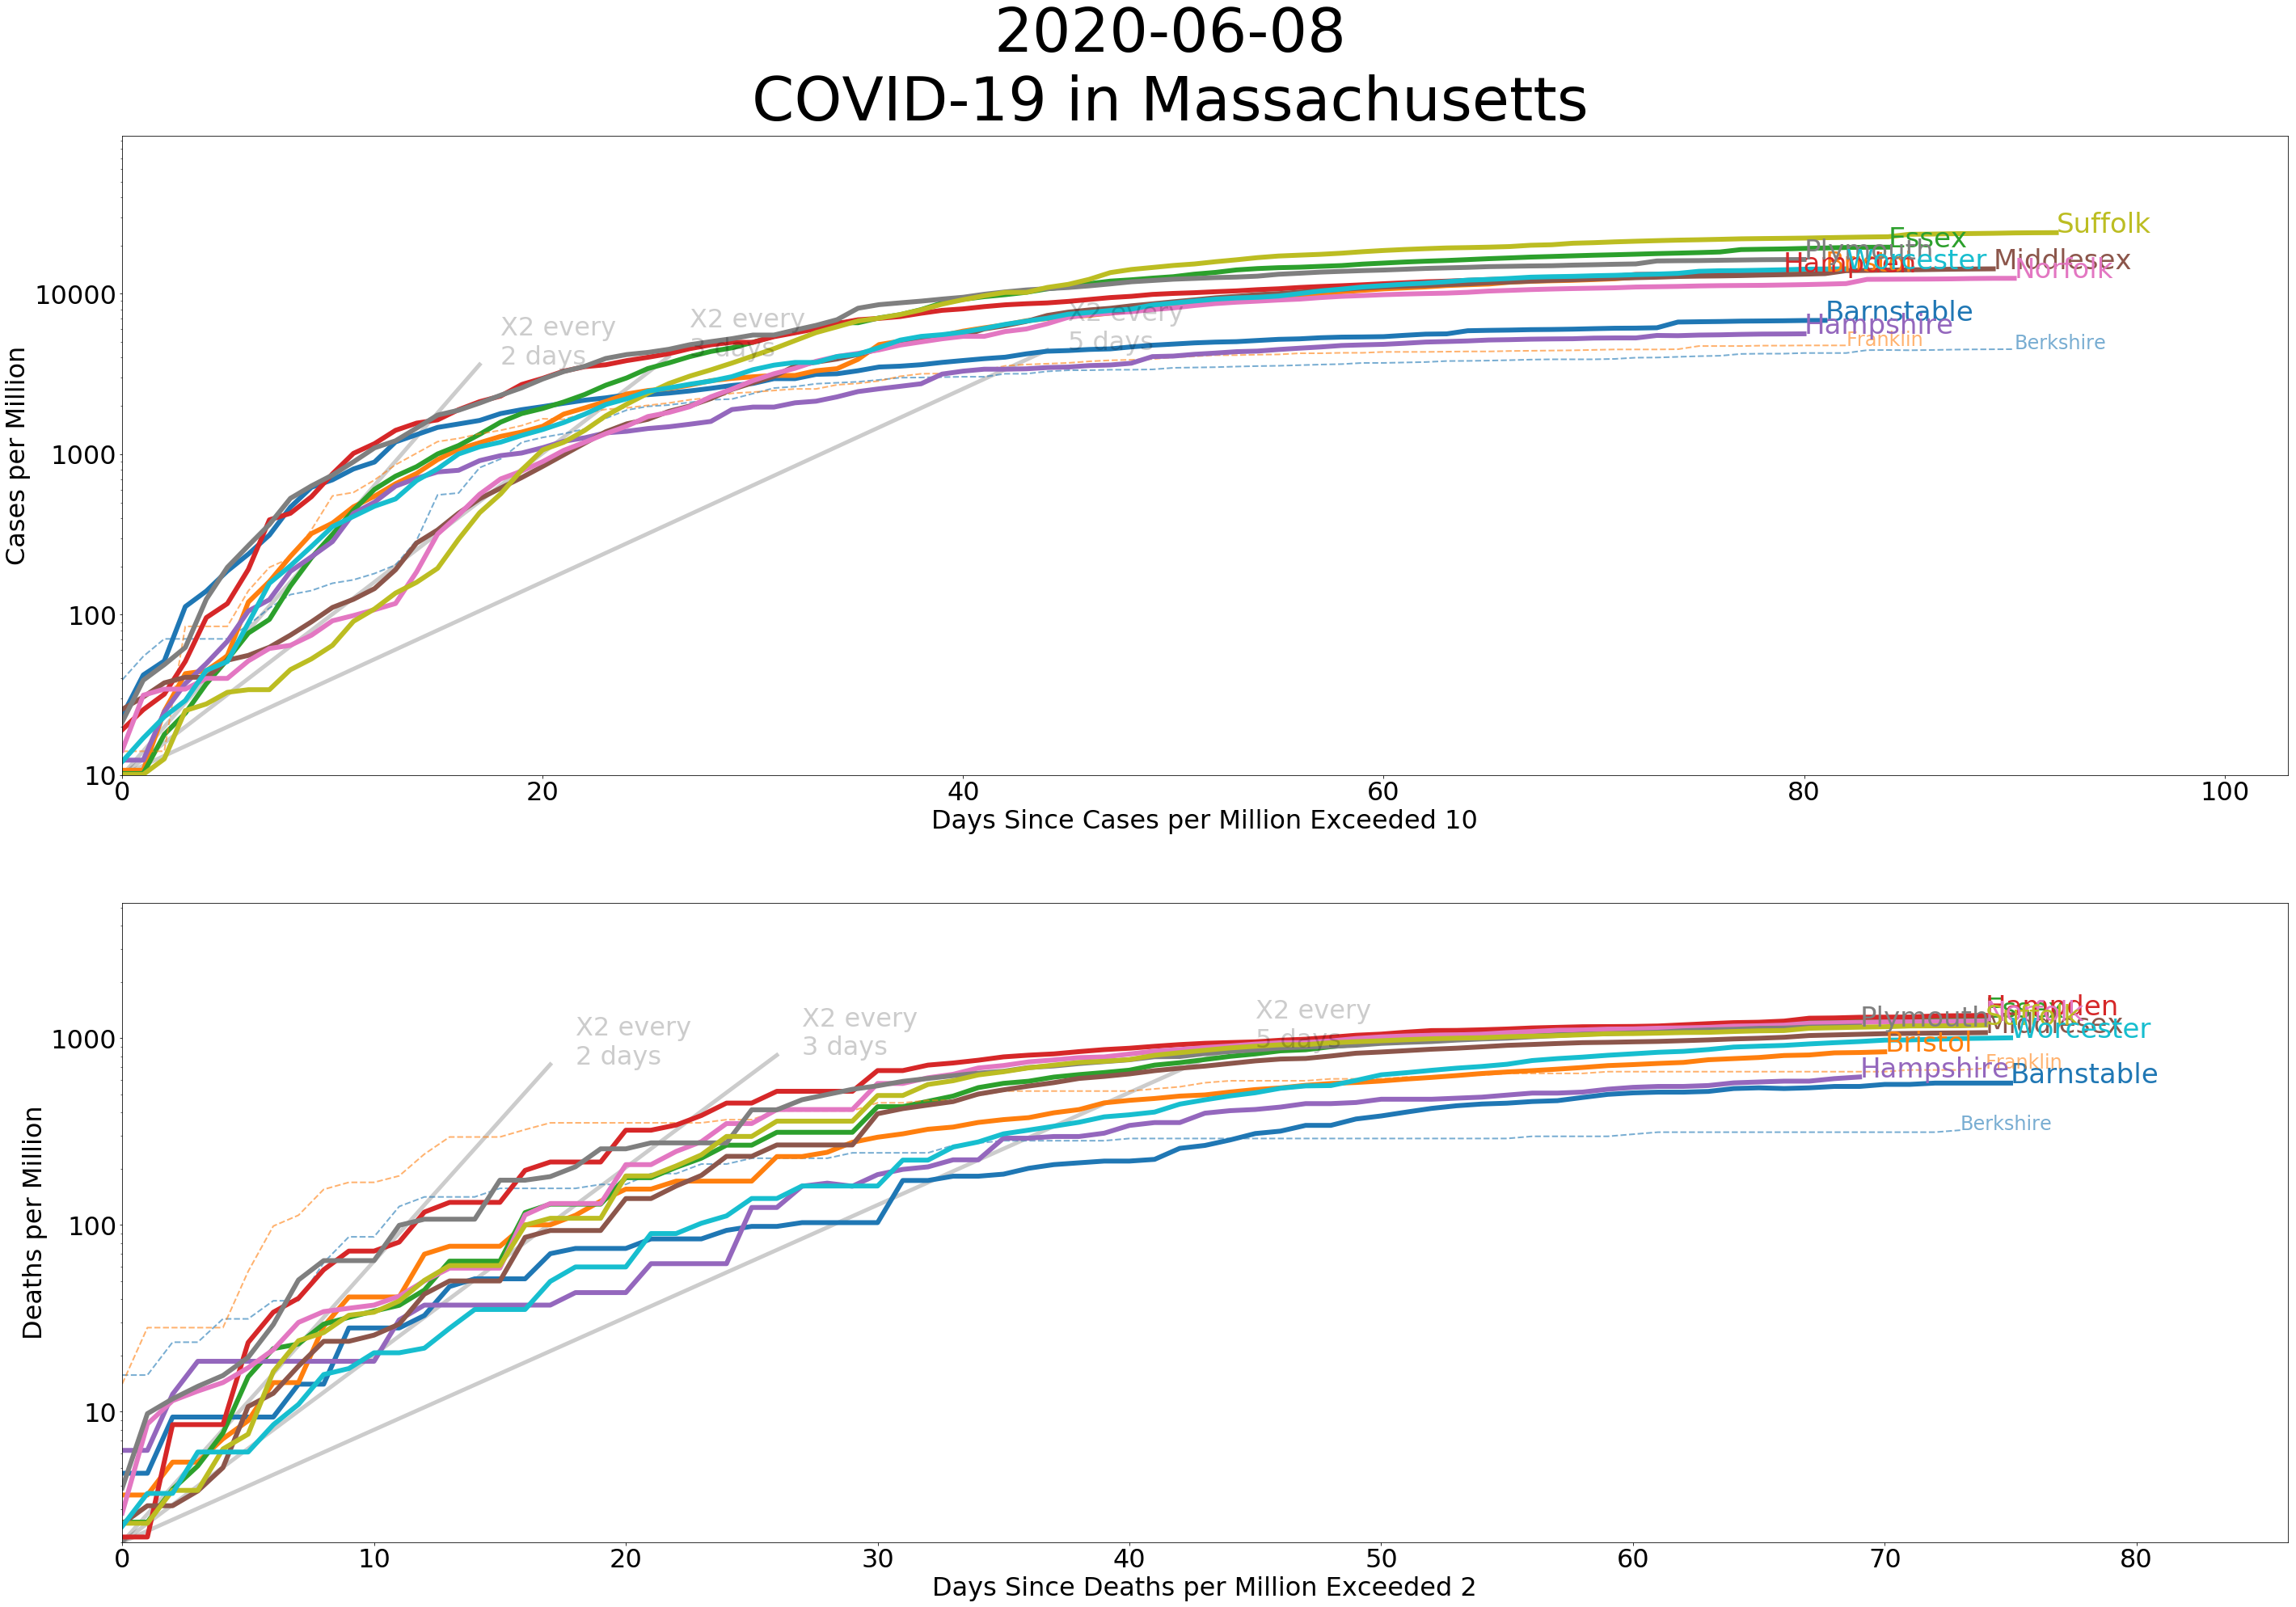 2020-06-08
COVID-19 in Massachusetts
Cases per Million
10000
1000
100
10
X2 every
2 days
X2 every
3 days
X2 every
5 days
Suffolk
Essex
Plymouth
Hampden
Bristol
Worcester
Middlesex
Norfolk
Barnstable
Hampshire
Franklin
Berkshire
0 20 40 60 80 100
Days Since Cases per Million Exceeded 10
Deaths per Million
1000
100
10
X2 every
2 days
X2 every
3 days
X2 every
5 days
Hampden
Essex
Norfolk
Suffolk
Plymouth
Middlesex
Worcester
Bristol
Franklin
Hampshire
Barnstable
Berkshire
0 10 20 30 40 50 60 70 80
Days Since Deaths per Million Exceeded 2